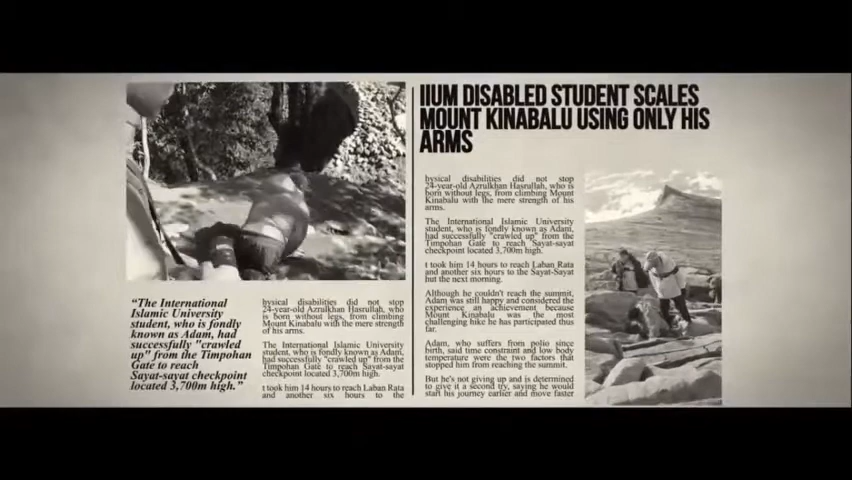 IIUM DISABLED STUDENT SCALES
MOUNT KINABALU USING ONLY HIS
ARMS
“The International
Islamic University
student, who is fondly
known as Adam, had
successfully "crawled
up" from the Timpohan
Gate to reach
Sayat-sayat checkpoint
located 3,700m high.”
hysical disabilities did not stop
24-year-old Azrulkhan Hasrullah, who
is born without legs, from climbing
Mount Kinabalu with the mere strength
of his arms.
The International Islamic University
student, who is fondly known as Adam,
had successfully "crawled up" from the
Timpohan Gate to reach Sayat-sayat
checkpoint located 3,700m high.
t took him 14 hours to reach Laban Rata
and another six hours to the
hysical disabilities did not stop
24-year-old Azrulkhan Hasrullah, who is
born without legs, from climbing Mount
Kinabalu with the mere strength of his
arms.
The International Islamic University
student, who is fondly known as Adam,
had successfully "crawled up" from the
Timpohan Gate to reach Sayat-sayat
checkpoint located 3,700m high.
t took him 14 hours to reach Laban Rata
and another six hours to the Sayat-Sayat
hut the next morning.
Although he couldn't reach the summit,
Adam was still happy and considered the
experience an achievement because
Mount Kinabalu was the most
challenging hike he has participated thus
far.
Adam, who suffers from polio since
birth, said time constraint and low body
temperature were the two factors that
stopped him from reaching the summit.
But he's not giving up and is determined
to give it a second try, saying he would
start his journey earlier and move faster